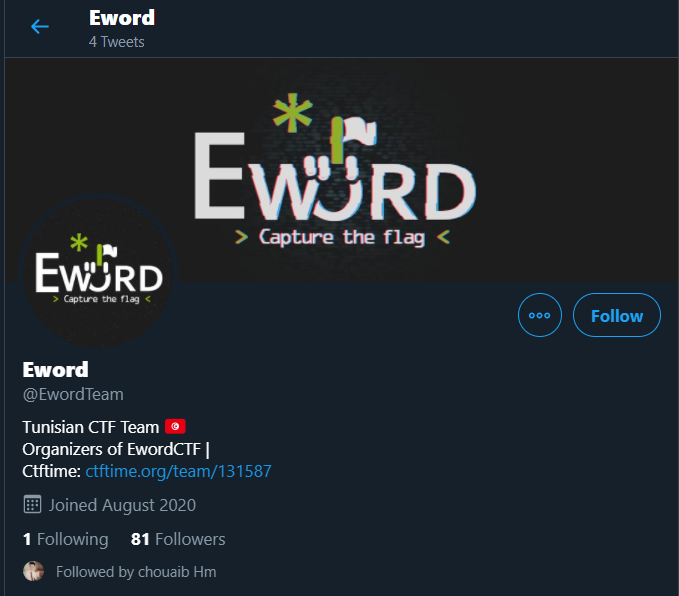 Eword
4 Tweets
EWORD
> Capture the flag <
EWORD
> Capture the flag <
Follow
Eword
@EwordTeam
Tunisian CTF Team 🇹🇳
Organizers of EwordCTF |
Ctftime: ctftime.org/team/131587
Joined August 2020
1 Following 81 Followers
Followed by chouaib Hm